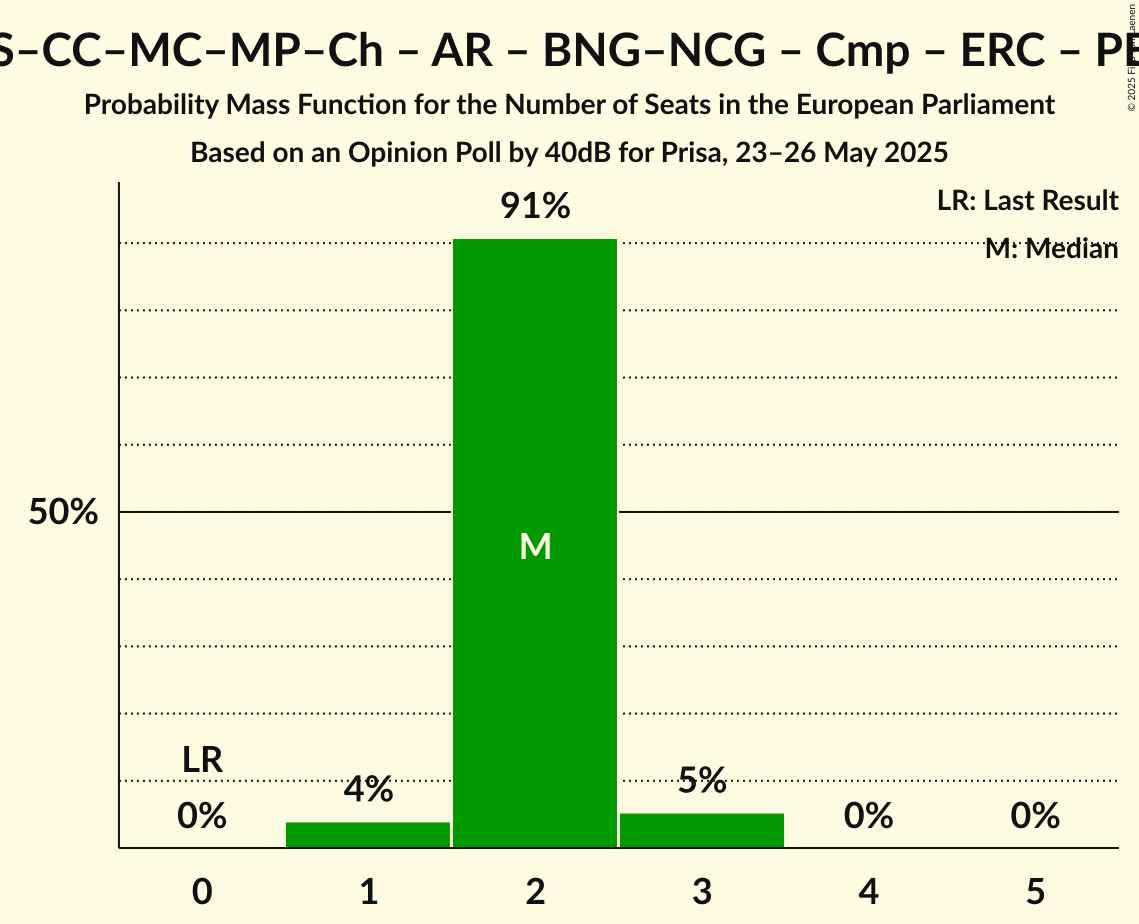 S–CC–MC–MP–Ch – AR – BNG–NCG – Cmp – ERC –
Probability Mass Function for the Number of Seats in the European Parliament
Based on an Opinion Poll by 40dB for Prisa, 23–26 May 2025
© 2025
LR: Last Result
M: Median
91%
50%
M
LR
4%
5%
0%
0%
0%
0 1 2 3 4 5